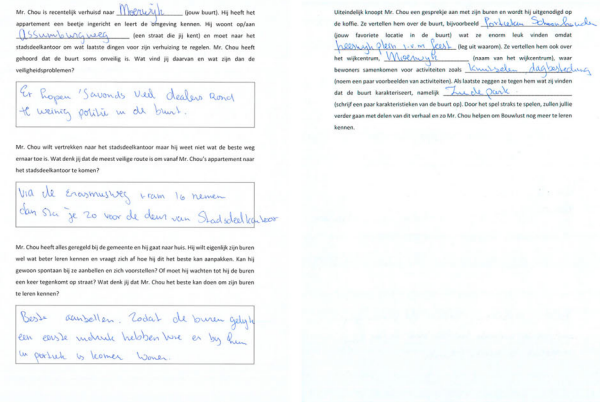 Mr. Chou is recentelijk verhuisd naar Moerwijk (jouw buurt). Hij heeft het
appartement een beetje ingericht en leert de omgeving kennen. Hij woont op/aan
Assumburgweg (een straat die jij kent) en moet naar het
stadsdeelkantoor om wat laatste dingen voor zijn verhuizing te regelen. Mr. Chou heeft
gehoord dat de buurt soms onveilig is. Wat vind jij daarvan en wat zijn dan de
veiligheidsproblemen?
Er lopen 's avonds veel dealers rond
te weinig politie in de buurt.
Mr. Chou wilt vertrekken naar het stadsdeelkantoor maar hij weet niet wat de beste weg
ernaar toe is. Wat denk jij dat de meest veilige route is om vanaf Mr. Chou's appartement naar
het stadsdeelkantoor te komen?
Via de Erasmusweg tram 16 nemen
dan sta je zo voor de deur van Stadsdeelkantoor
Mr. Chou heeft alles geregeld bij de gemeente en hij gaat naar huis. Hij wilt eigenlijk zijn buren
wel wat beter leren kennen en vraagt zich af hoe hij dit het beste kan aanpakken. Kan hij
gewoon spontaan bij ze aanbellen en zich voorstellen? Of moet hij wachten tot hij de buren
een keer tegenkomt op straat? Wat denk jij dat Mr. Chou het beste kan doen om zijn buren
te leren kennen?
Beste aanbellen. Zodat de buren gelijk
een eerste indruk hebben wie er bij hun
in portiek is komen wonen.
Uiteindelijk knoopt Mr. Chou een gesprekje aan met zijn buren en wordt hij uitgenodigd op
de koffie. Ze vertellen hem over de buurt, bijvoorbeeld
(jouw favoriete locatie in de buurt) wat ze enorm leuk vinden omdat
(leg uit waarom). Ze vertellen hem ook over
het wijkcentrum, Moerwijk (naam van het wijkcentrum), waar
bewoners samenkomen voor activiteiten zoals knutselen dagbesteding
(noem een paar voorbeelden van activiteiten). Als laatste zeggen ze tegen hem wat zij vinden
dat de buurt karakteriseert, namelijk Zuiderpark
(schrijf een paar karakteristieken van de buurt op). Door het spel straks te spelen, zullen jullie
verder gaan met delen van dit verhaal en zo Mr. Chou helpen om Bouwlust nog meer te leren
kennen.